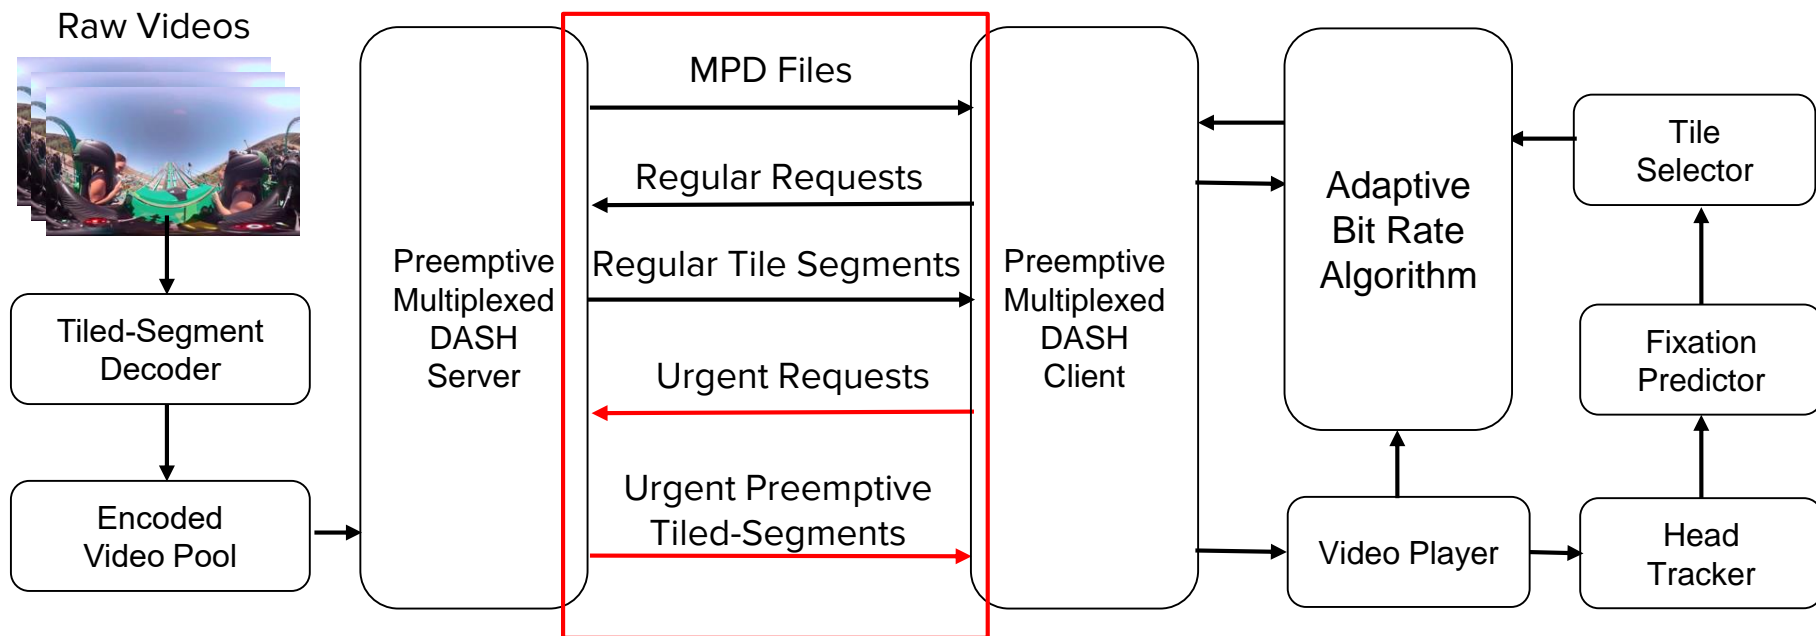 Raw Videos
Tiled-Segment
Decoder
Encoded
Video Pool
Preemptive
Multiplexed
DASH
Server
MPD Files
Regular Requests
Regular Tile Segments
Urgent Requests
Urgent Preemptive
Tiled-Segments
Preemptive
Multiplexed
DASH
Client
Adaptive
Bit Rate
Algorithm
Video Player
Tile
Selector
Fixation
Predictor
Head
Tracker